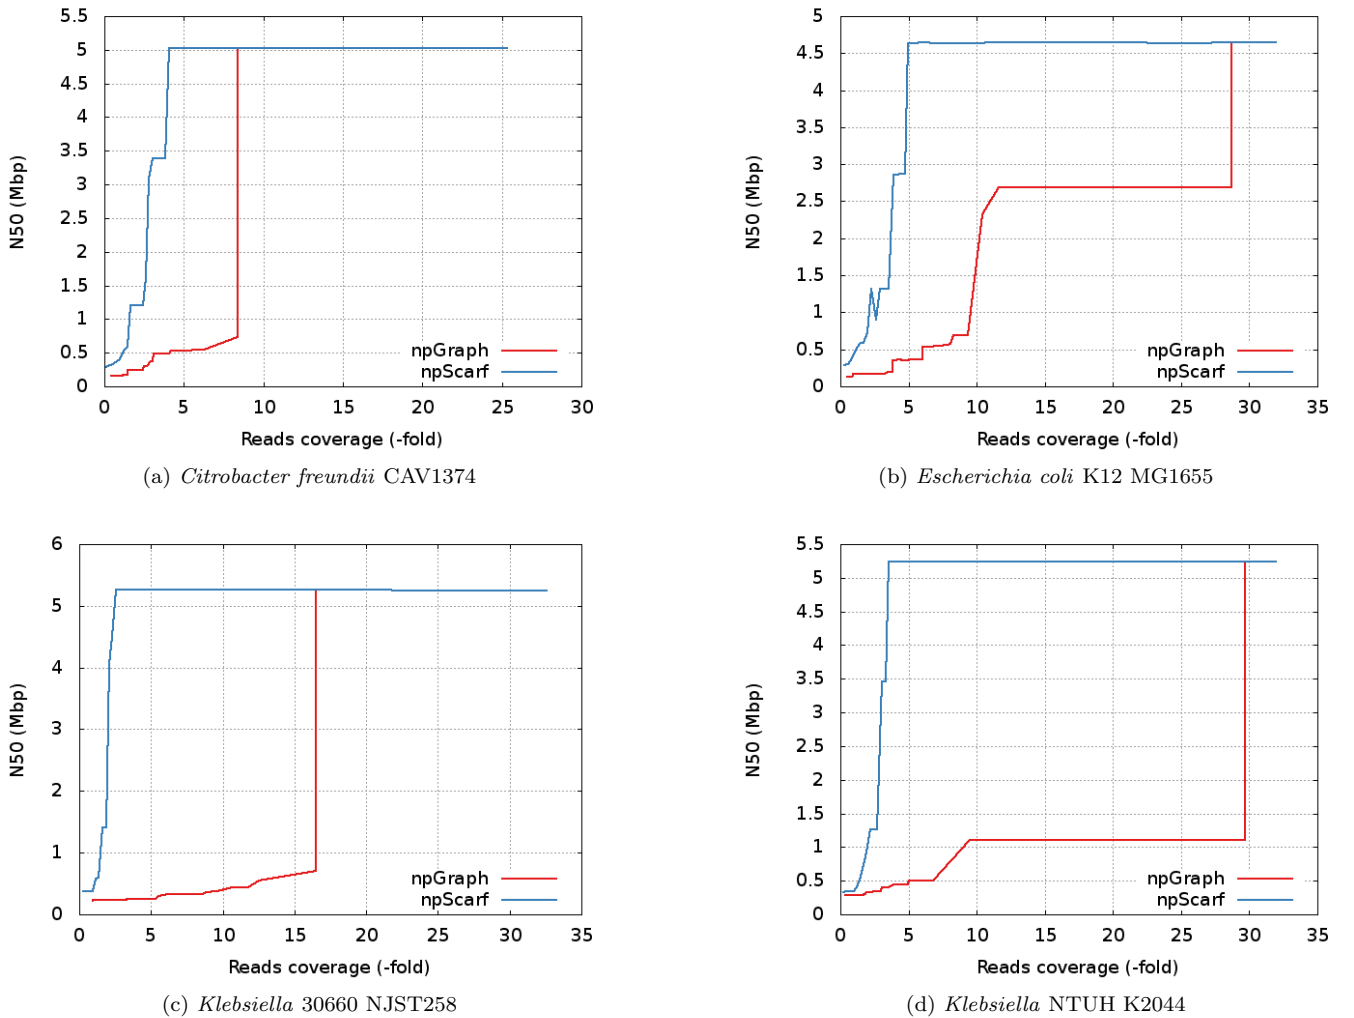 5.5
5
4.5
4
3.5
3
2.5
2
1.5
1
0.5
0
N50 (Mbp)
npGraph
npScarf
0 5 10 15 20 25 30
Reads coverage (-fold)
(a) Citrobacter freundii CAV1374
5
4.5
4
3.5
3
2.5
2
1.5
1
0.5
0
N50 (Mbp)
npGraph
npScarf
0 5 10 15 20 25 30 35
Reads coverage (-fold)
(b) Escherichia coli K12 MG1655
6
5
4
3
2
1
0
N50 (Mbp)
npGraph
npScarf
0 5 10 15 20 25 30 35
Reads coverage (-fold)
(c) Klebsiella 30660 NJST258
5.5
5
4.5
4
3.5
3
2.5
2
1.5
1
0.5
0
N50 (Mbp)
npGraph
npScarf
0 5 10 15 20 25 30 35
Reads coverage (-fold)
(d) Klebsiella NTUH K2044